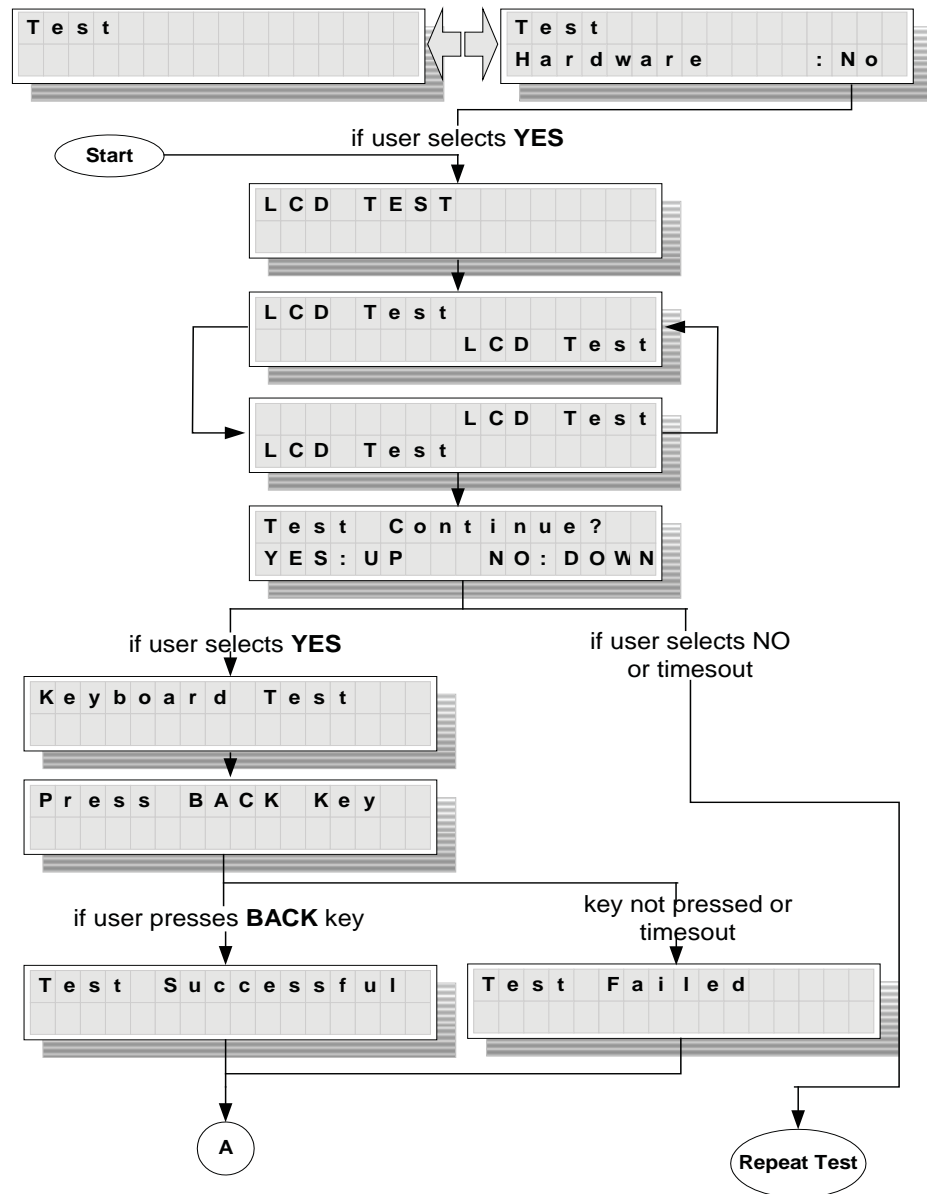 Test
Test
Hardware : No
if user selects YES
Start
LCD TEST
LCD Test
LCD Test
LCD Test
LCD Test
Test Continue?
YES:UP NO:DOWN
if user selects YES
if user selects NO
or timesout
Keyboard Test
Press BACK Key
if user presses BACK key
key not pressed or
timesout
Test Successful
Test Failed
A
Repeat Test